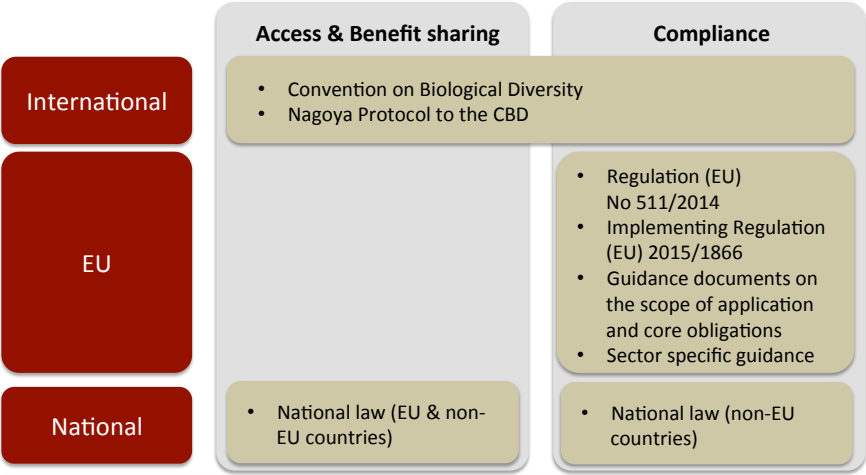 Access & Benefit sharing
Compliance
International
• Convention on Biological Diversity
• Nagoya Protocol to the CBD
EU
• Regulation (EU)
No 511/2014
• Implementing Regulation
(EU) 2015/1866
• Guidance documents on
the scope of application
and core obligations
• Sector specific guidance
National
• National law (EU & non-
EU countries)
• National law (non-EU
countries)